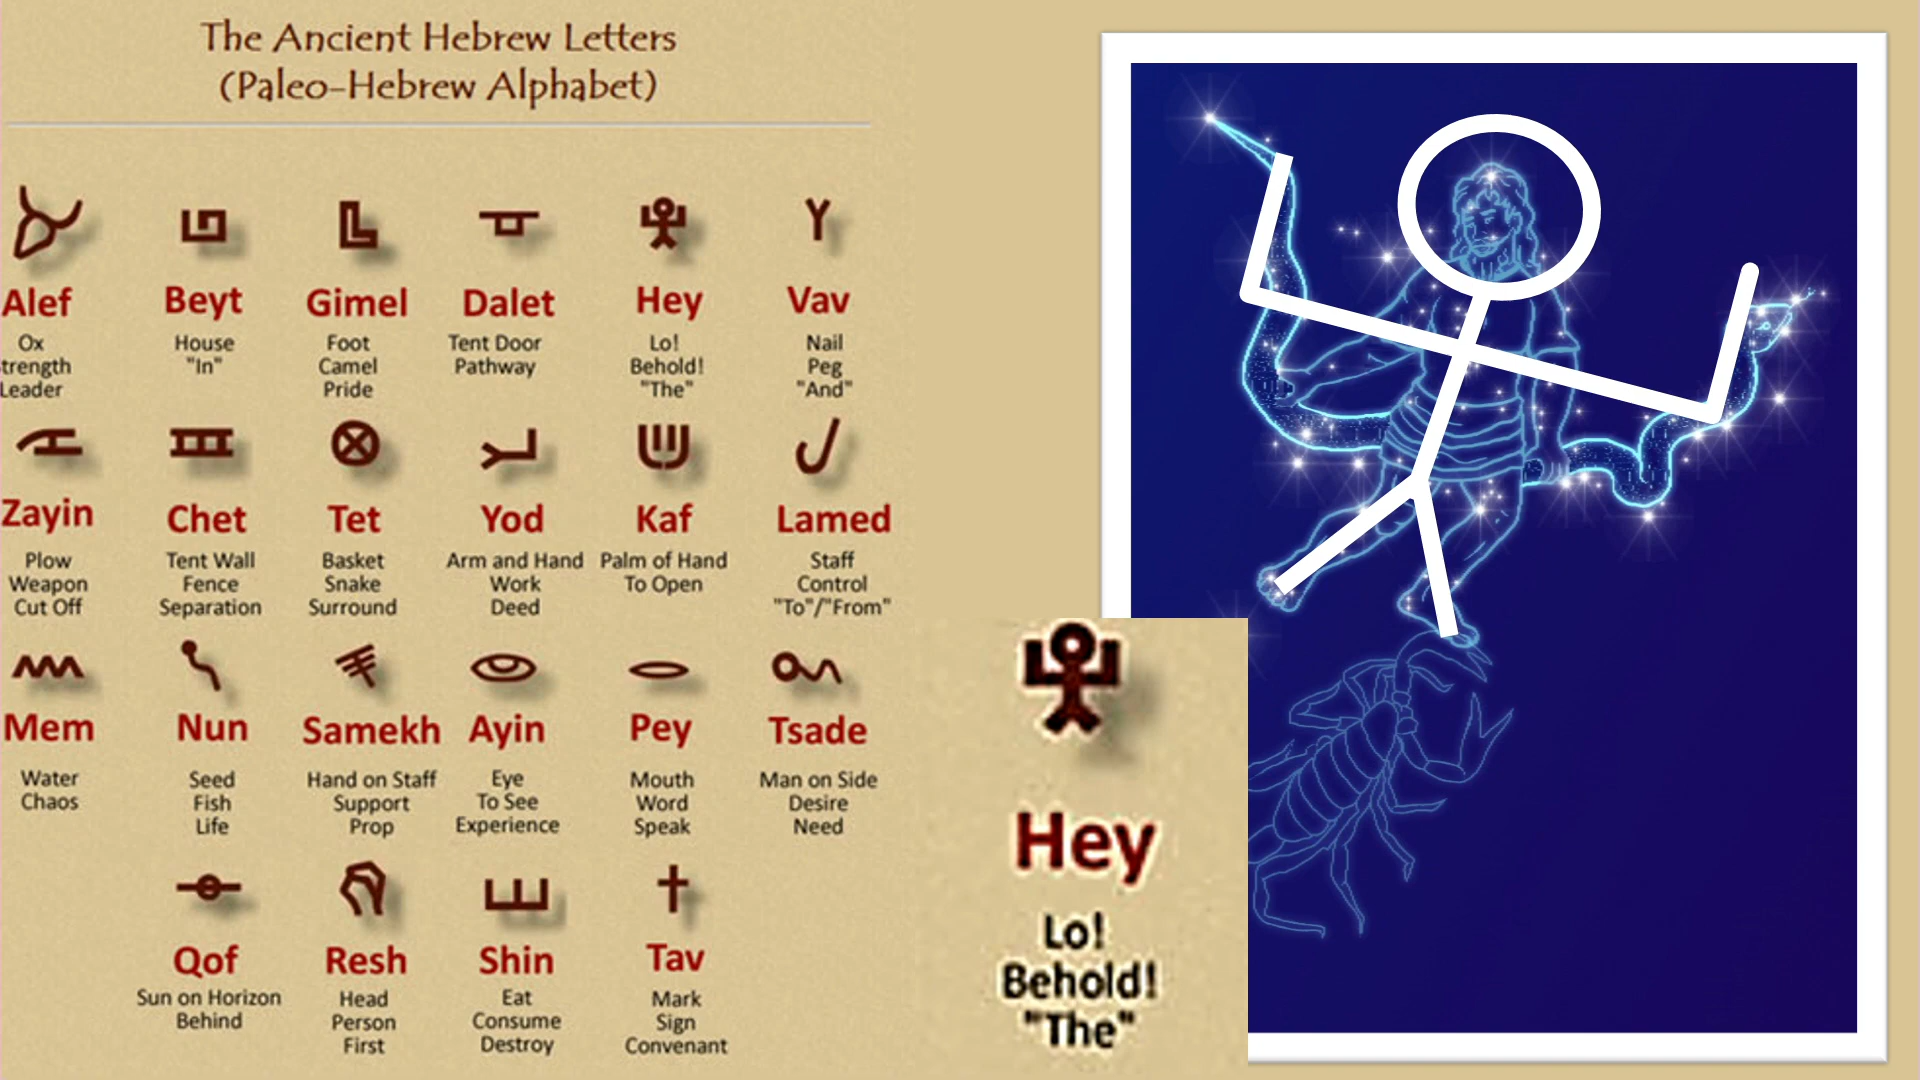 The Ancient Hebrew Letters
(Paleo-Hebrew Alphabet)
Alef Beyt Gimel Dalet Hey Vav
Ox House Foot Tent Door Lo! Nail
trength "In" Camel Pathway Behold! Peg
Leader Pride "The" "And"
Zayin Chet Tet Yod Kaf Lamed
Plow Tent Wall Basket Arm and Hand Palm of Hand Staff
Weapon Fence Snake Work To Open Control
Cut Off Separation Surround Deed "To"/"From"
Mem Nun Samekh Ayin Pey Tsade
Water Seed Hand on Staff Eye Mouth Man on Side
Chaos Fish Support To See Word Desire
Life Prop Experience Speak Need
Qof Resh Shin Tav
Sun on Horizon Head Eat Mark
Behind Person Consume Sign
First Destroy Convenant
Hey
Lo!
Behold!
"The"